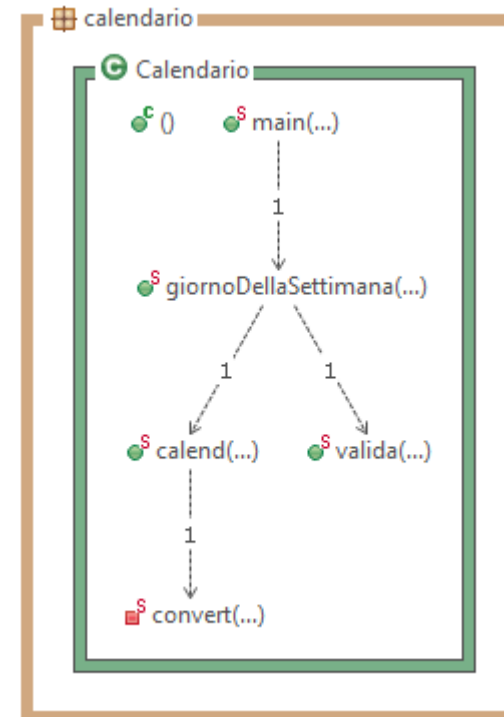 calendario
C Calendario
C () S main(...)
1
S giornoDellaSettimana(...)
1 1
S calend(...) S valida(...)
1
S convert(...)